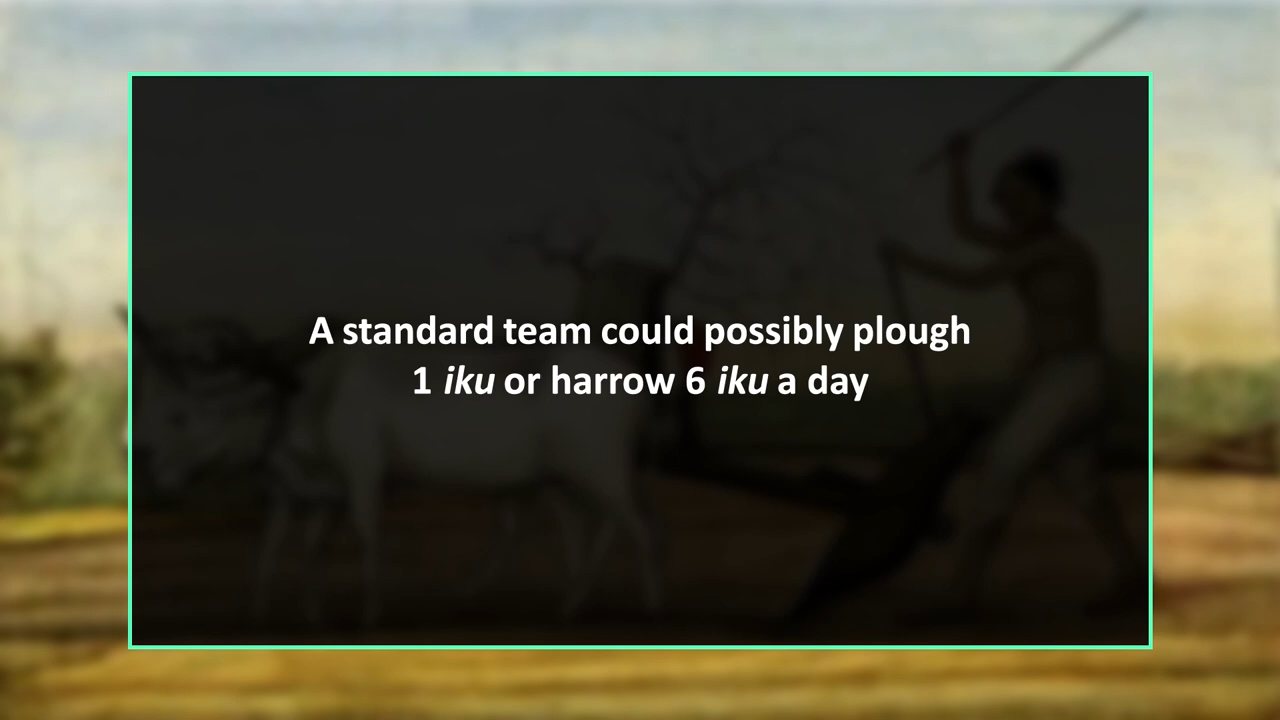 A standard team could possibly plough
1 iku or harrow 6 iku a day